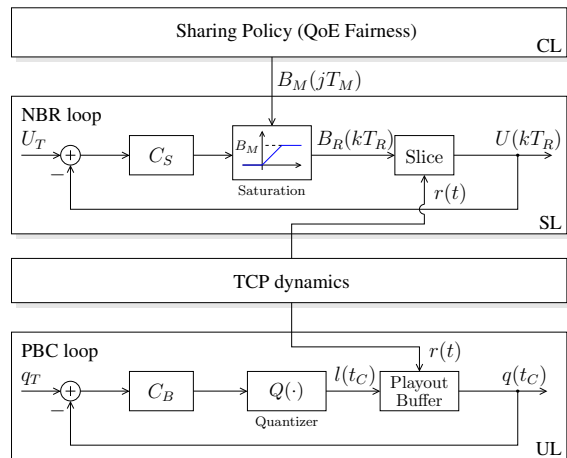 Sharing Policy (QoE Fairness)
CL
B_M(jT_M)
NBR loop
U_T
+
−
C_S
B_M
Saturation
B_R(kT_R)
Slice
U(kT_R)
r(t)
SL
TCP dynamics
PBC loop
r(t)
q_T
+
−
C_B
Q(·)
Quantizer
l(t_C)
Playout
Buffer
q(t_C)
UL